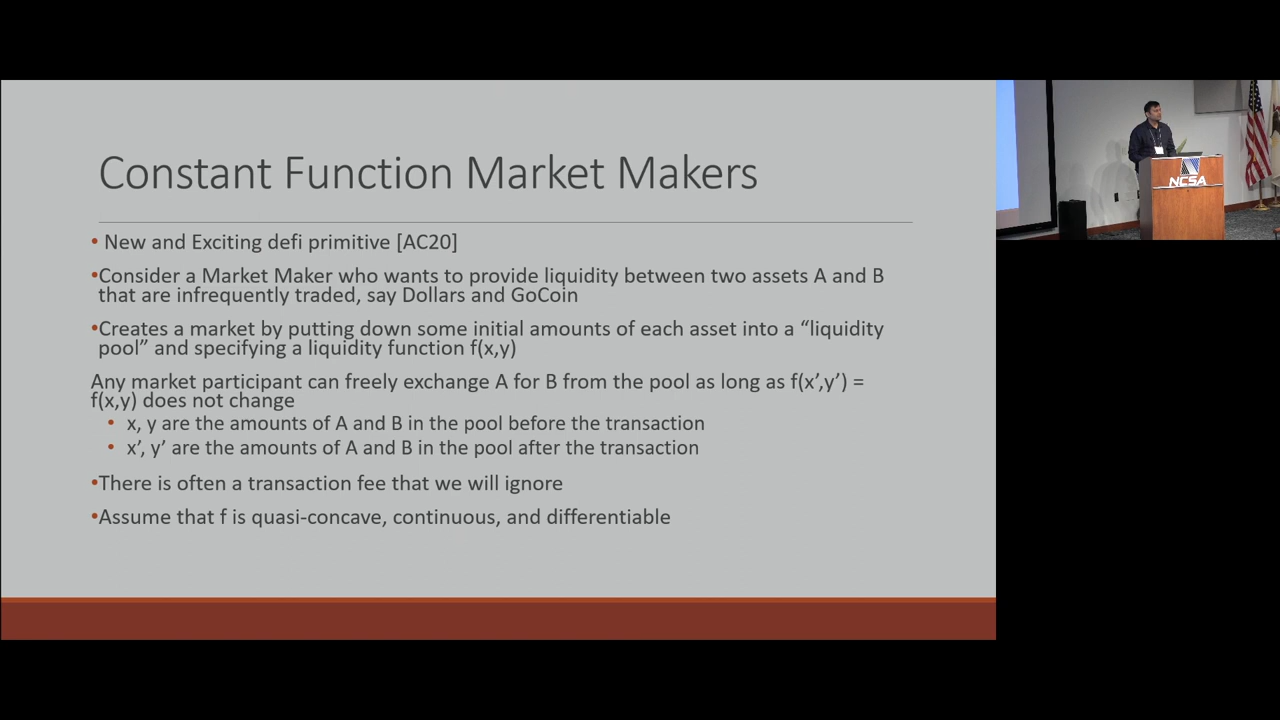 Constant Function Market Makers
• New and Exciting defi primitive [AC20]
•Consider a Market Maker who wants to provide liquidity between two assets A and B
that are infrequently traded, say Dollars and GoCoin
•Creates a market by putting down some initial amounts of each asset into a “liquidity
pool” and specifying a liquidity function f(x,y)
Any market participant can freely exchange A for B from the pool as long as f(x’,y’) =
f(x,y) does not change
• x, y are the amounts of A and B in the pool before the transaction
• x’, y’ are the amounts of A and B in the pool after the transaction
•There is often a transaction fee that we will ignore
•Assume that f is quasi-concave, continuous, and differentiable
NCSA